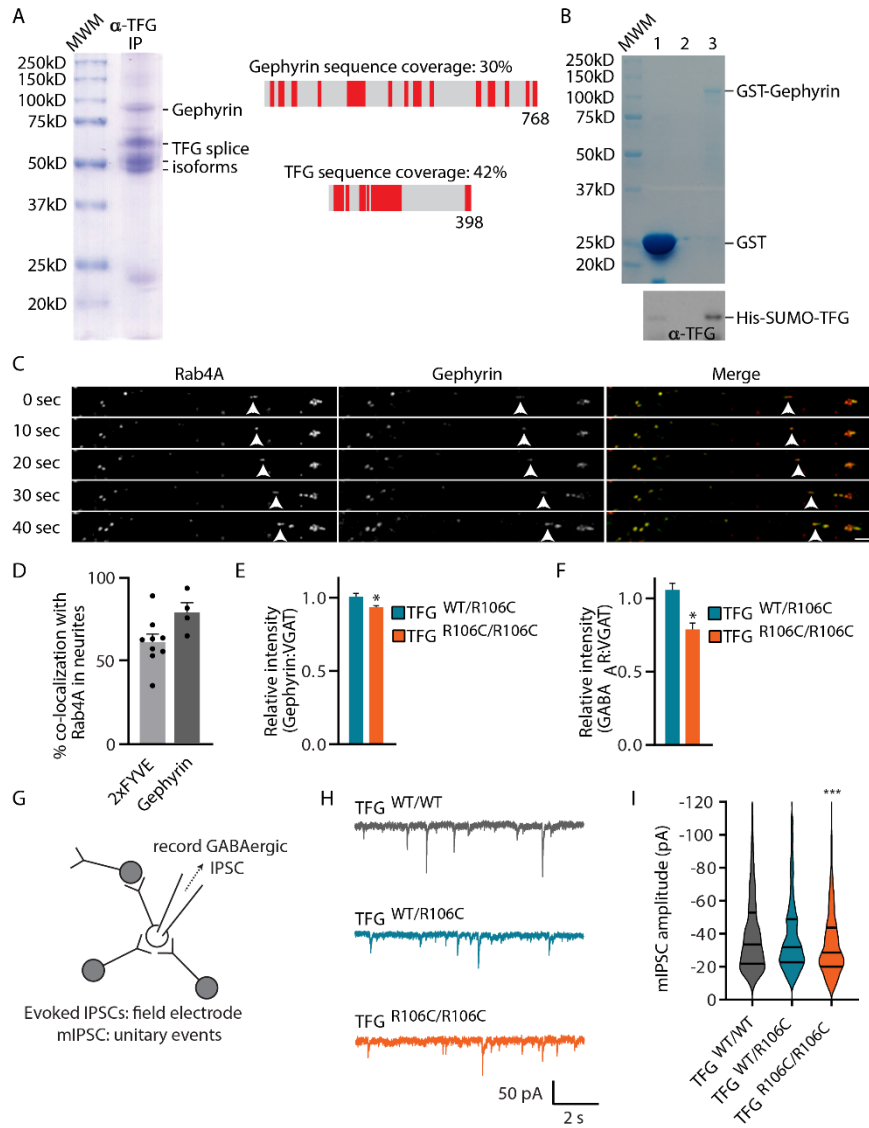 A
MWM
α-TFG
IP
250kD
150kD
100kD
75kD
50kD
37kD
25kD
20kD
Gephyrin
TFG splice
isoforms
Gephyrin sequence coverage: 30%
768
TFG sequence coverage: 42%
398
B
MWM
1 2 3
250kD
150kD
100kD
75kD
50kD
37kD
25kD
20kD
GST-Gephyrin
GST
His-SUMO-TFG
α-TFG
C
Rab4A Gephyrin Merge
0 sec
10 sec
20 sec
30 sec
40 sec
D
% co-localization with
Rab4A in neurites
100
50
0
2xFYVE
Gephyrin
E
Relative intensity
(Gephyrin:VGAT)
1.0
0.5
0.0
*
TFG WT/R106C
TFG R106C/R106C
F
Relative intensity
(GABA A R:VGAT)
1.0
0.5
0.0
*
TFG WT/R106C
TFG R106C/R106C
G
record GABAergic
IPSC
Evoked IPSCs: field electrode
mIPSC: unitary events
H
TFG WT/WT
TFG WT/R106C
TFG R106C/R106C
50 pA
2 s
I
mIPSC amplitude (pA)
-120
-100
-80
-60
-40
-20
0
***
TFG WT/WT
TFG WT/R106C
TFG R106C/R106C